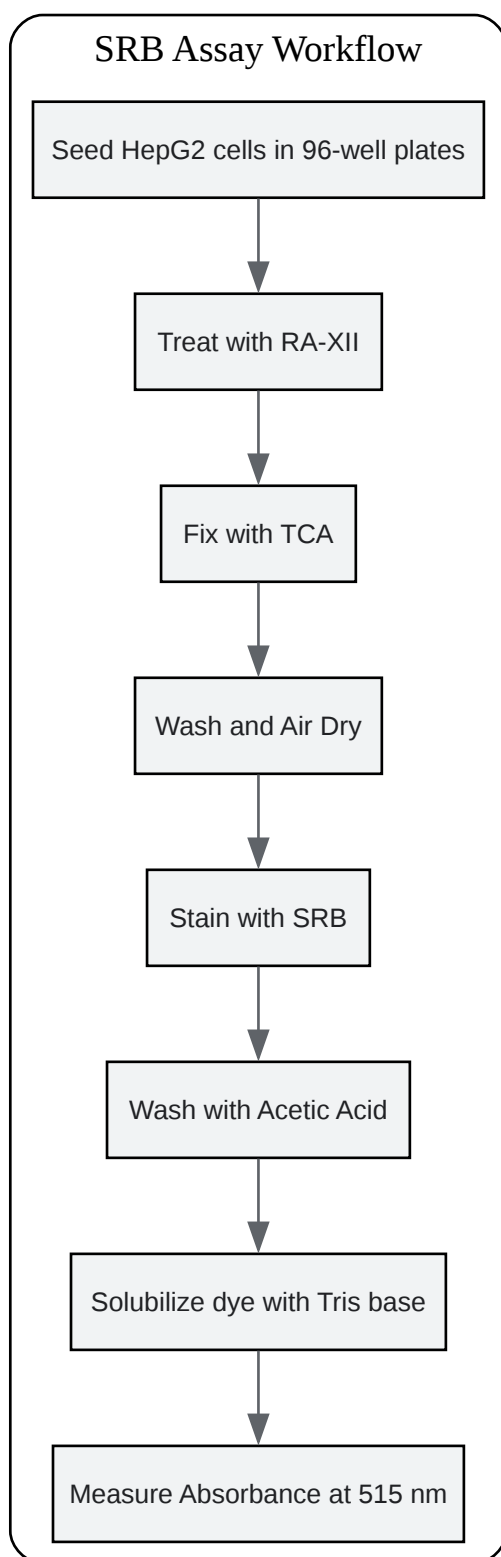 SRB Assay Workflow
Seed HepG2 cells in 96-well plates
Treat with RA-XII
Fix with TCA
Wash and Air Dry
Stain with SRB
Wash with Acetic Acid
Solubilize dye with Tris base
Measure Absorbance at 515 nm